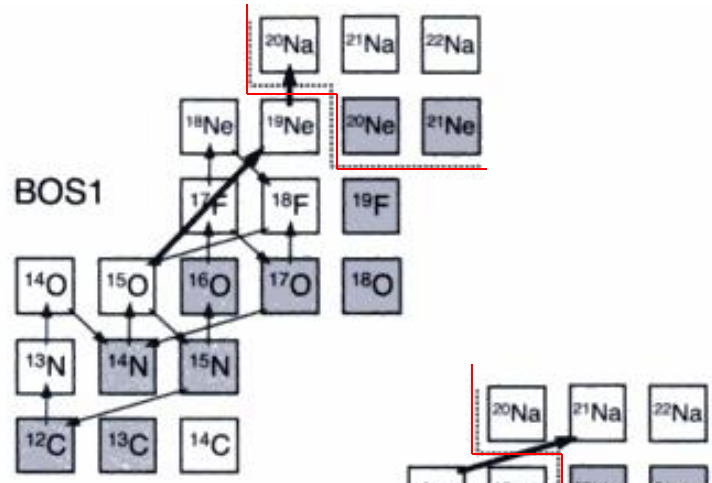 ²⁰Na ²¹Na ²²Na
¹⁸Ne ¹⁹Ne ²⁰Ne ²¹Ne
BOS1
¹⁷F ¹⁸F ¹⁹F
¹⁴O ¹⁵O ¹⁶O ¹⁷O ¹⁸O
¹³N ¹⁴N ¹⁵N
¹²C ¹³C ¹⁴C
²⁰Na ²¹Na ²²Na